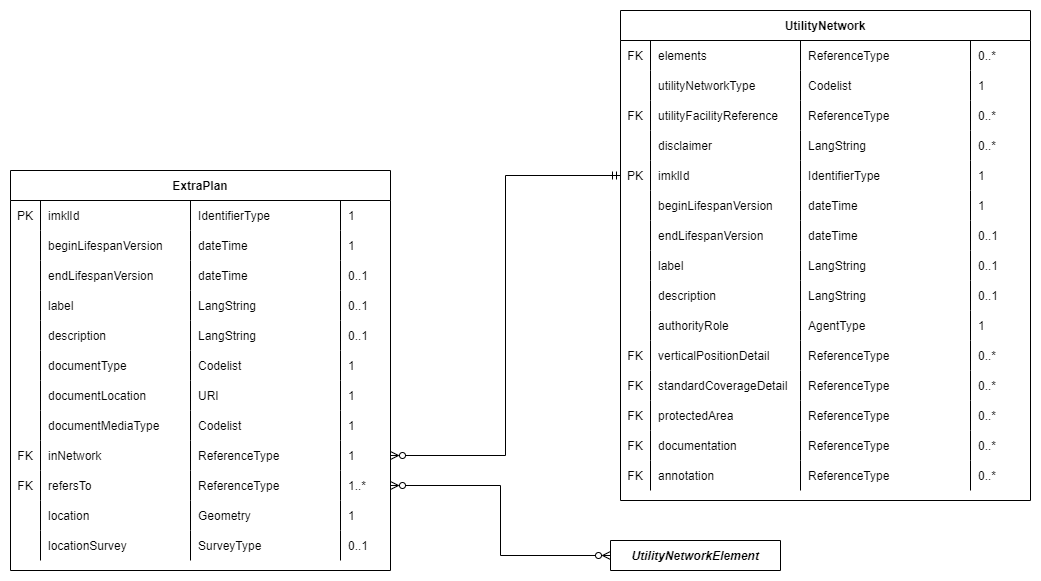 UtilityNetwork
FK elements ReferenceType 0..*
utilityNetworkType Codelist 1
FK utilityFacilityReference ReferenceType 0..*
disclaimer LangString 0..*
PK imklId IdentifierType 1
beginLifespanVersion dateTime 1
endLifespanVersion dateTime 0..1
label LangString 0..1
description LangString 0..1
authorityRole AgentType 1
FK verticalPositionDetail ReferenceType 0..*
FK standardCoverageDetail ReferenceType 0..*
FK protectedArea ReferenceType 0..*
FK documentation ReferenceType 0..*
FK annotation ReferenceType 0..*
ExtraPlan
PK imklId IdentifierType 1
beginLifespanVersion dateTime 1
endLifespanVersion dateTime 0..1
label LangString 0..1
description LangString 0..1
documentType Codelist 1
documentLocation URI 1
documentMediaType Codelist 1
FK inNetwork ReferenceType 1
FK refersTo ReferenceType 1..*
location Geometry 1
locationSurvey SurveyType 0..1
UtilityNetworkElement